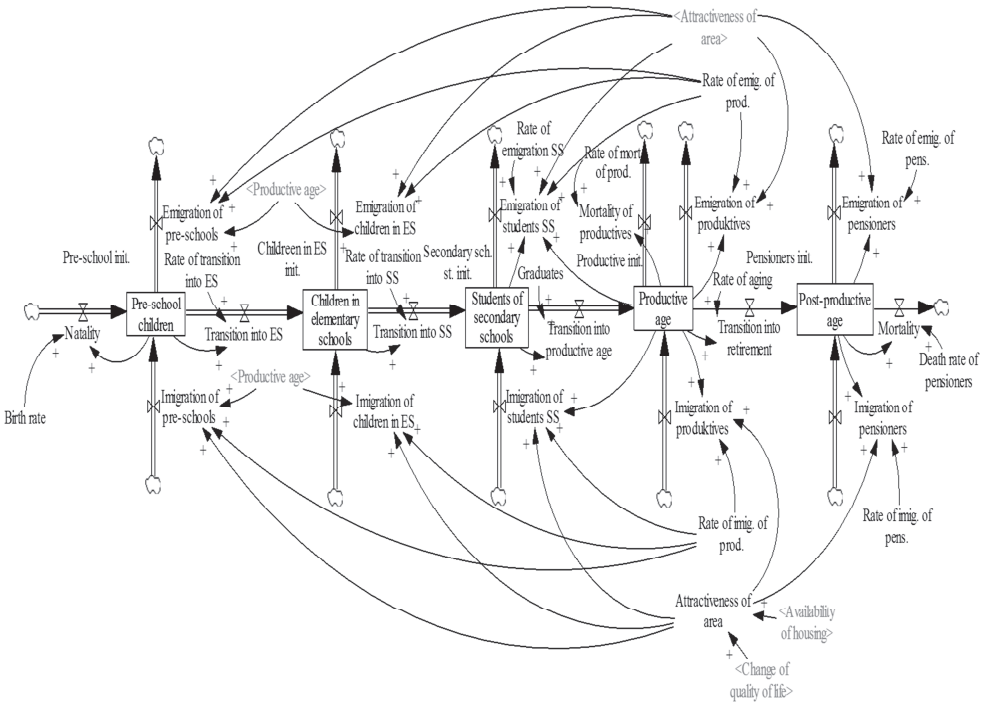 <Attractiveness of
area>
Rate of emig. of
prod.
Rate of
emigration SS
Rate of mort.
of prod.
Rate of emig. of
pens.
<Productive age>
Emigration of
pre-schools
Emigration of
children in ES
Emigration of
students SS
Mortality of
productives
Emigration of
produktives
Emigration of
pensioners
Pre-school init.
Rate of transition
into ES
Childreen in ES
init.
Rate of transition
into SS
Secondary sch.
st. init.
Graduates
Productive init.
Rate of aging
Pensioners init.
Natality
Pre-school
children
Transition into ES
Children in
elementary
schools
Transition into SS
Students of
secondary
schools
Transition into
productive age
Productive
age
Transition into
retirement
Post-productive
age
Mortality
Death rate of
pensioners
Birth rate
<Productive age>
Imigration of
pre-schools
Imigration of
children in ES
Imigration of
students SS
Imigration of
produktives
Imigration of
pensioners
Rate of imig. of
prod.
Rate of imig. of
pens.
Attractiveness of
area
<Availability
of housing>
<Change of
quality of life>